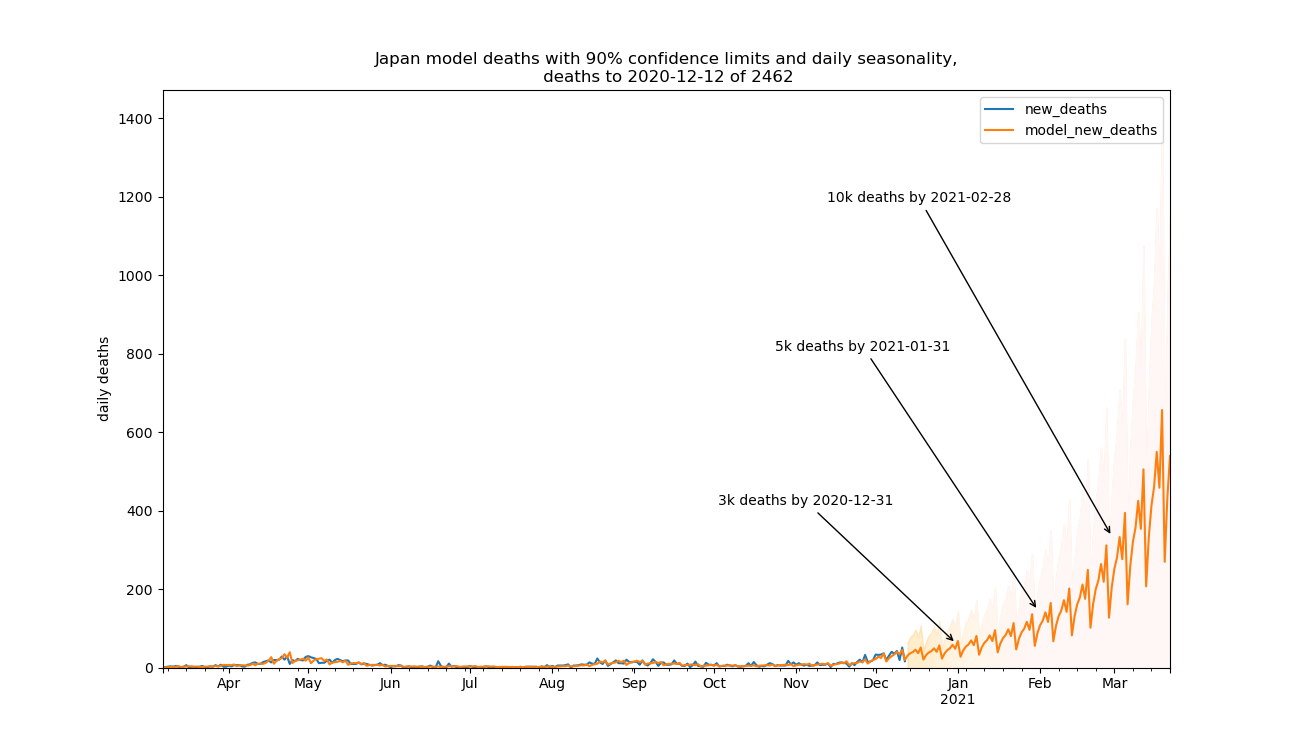 Japan model deaths with 90% confidence limits and daily seasonality,
deaths to 2020-12-12 of 2462
new_deaths
model_new_deaths
1400
1200
1000
800
600
400
200
0
daily deaths
10k deaths by 2021-02-28
5k deaths by 2021-01-31
3k deaths by 2020-12-31
Apr May Jun Jul Aug Sep Oct Nov Dec Jan Feb Mar
2021